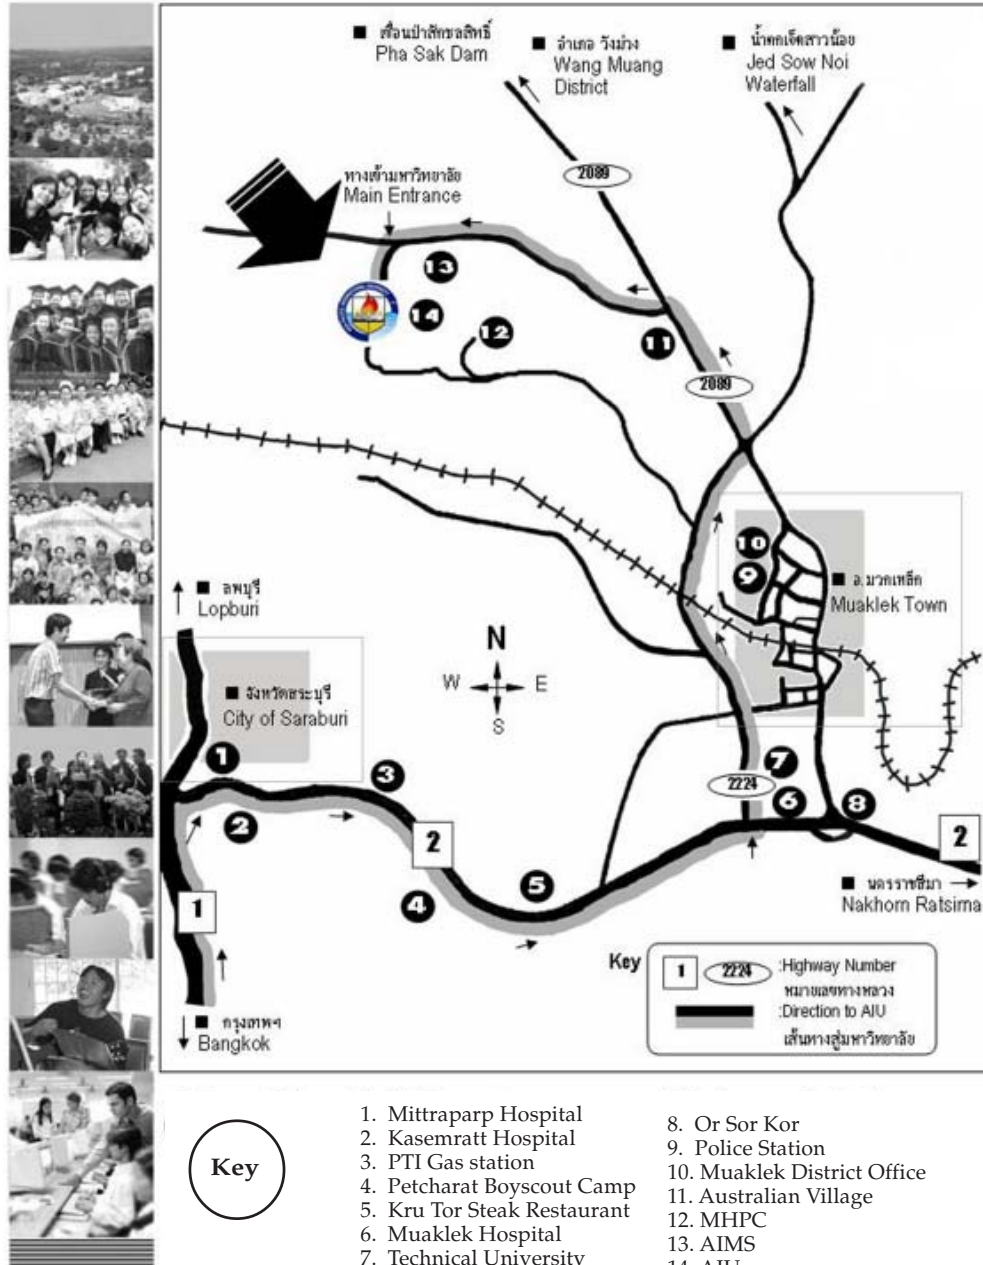 เขื่อนป่าสักชลสิทธิ์
Pha Sak Dam
อำเภอ วังม่วง
Wang Muang
District
น้ำตกเจ็ดสาวน้อย
Jed Sow Noi
Waterfall
2089
ทางเข้ามหาวิทยาลัย
Main Entrance
13
14
12
11
2089
10
9
อ.มวกเหล็ก
Muaklek Town
ลพบุรี
Lopburi
N
W E
S
จังหวัดสระบุรี
City of Saraburi
1
3
7
2224
2
6
8
2
2
5
4
1
นครราชสีมา
Nakhorn Ratsima
กรุงเทพฯ
Bangkok
Key
1 2224 :Highway Number
หมายเลขทางหลวง
:Direction to AIU
เส้นทางสู่มหาวิทยาลัย
Key
1. Mittraparp Hospital
2. Kasemratt Hospital
3. PTI Gas station
4. Petcharat Boyscout Camp
5. Kru Tor Steak Restaurant
6. Muaklek Hospital
7. Technical University
8. Or Sor Kor
9. Police Station
10. Muaklek District Office
11. Australian Village
12. MHPC
13. AIMS
14. AIU